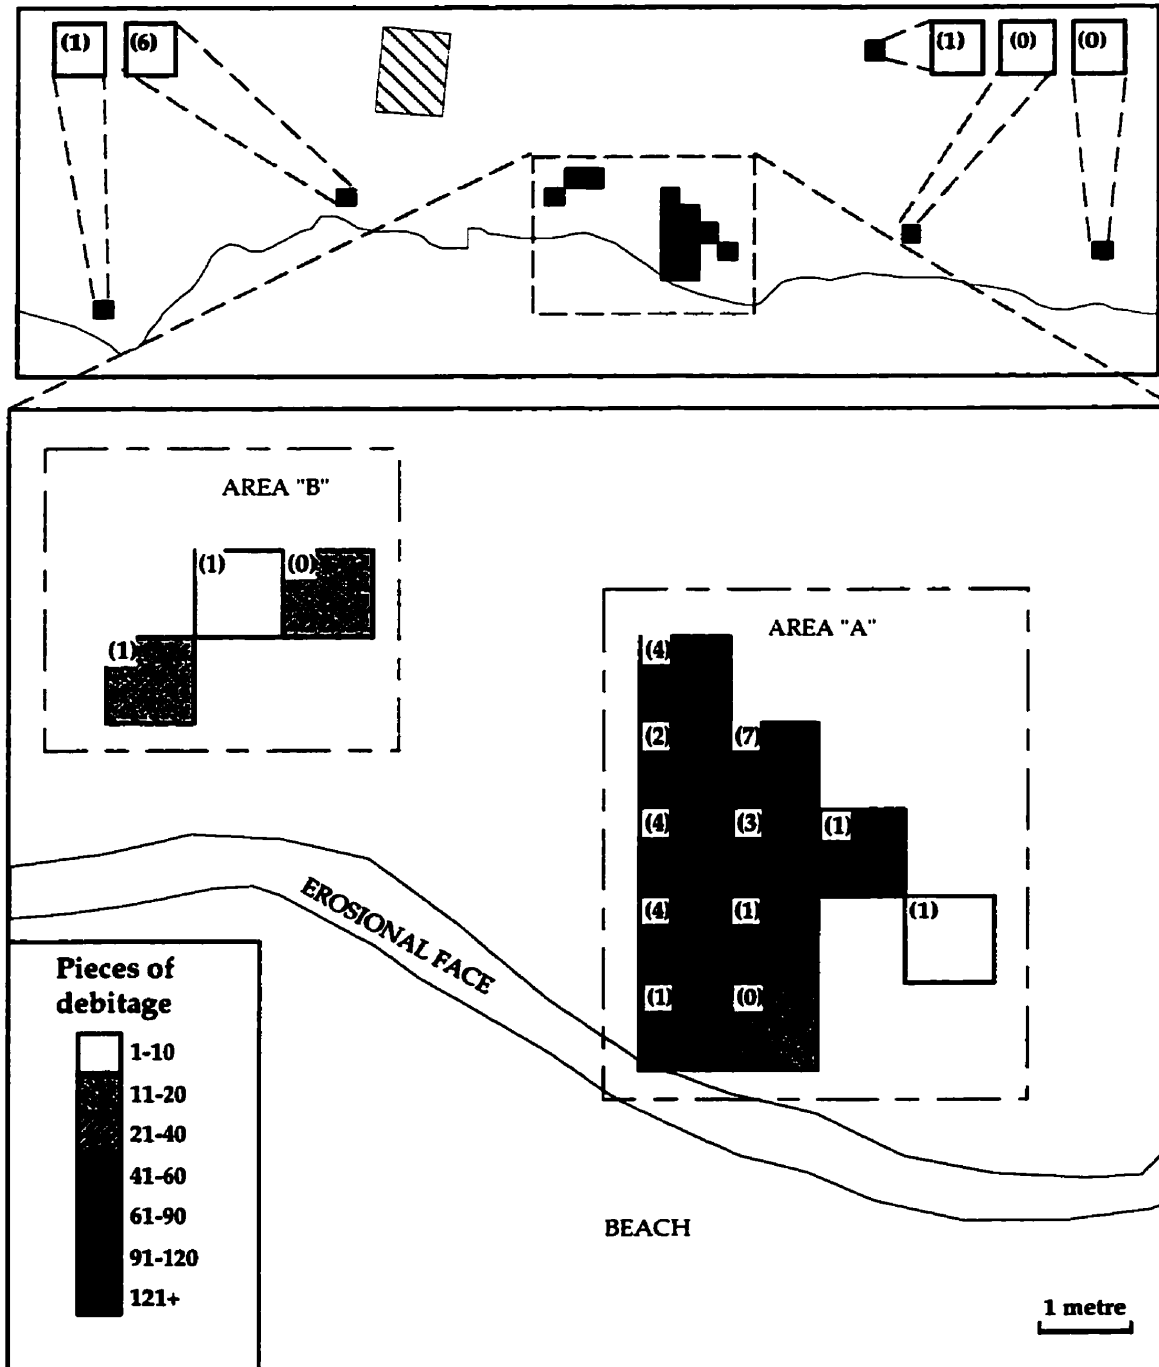 (1) (6) (1) (0) (0)
AREA "B"
(1) (0)
(1)
AREA "A"
(4)
(2) (7)
(4) (3) (1)
(4) (1) (1)
(1) (0)
EROSIONAL FACE
BEACH
Pieces of
debitage
1-10
11-20
21-40
41-60
61-90
91-120
121+
1 metre